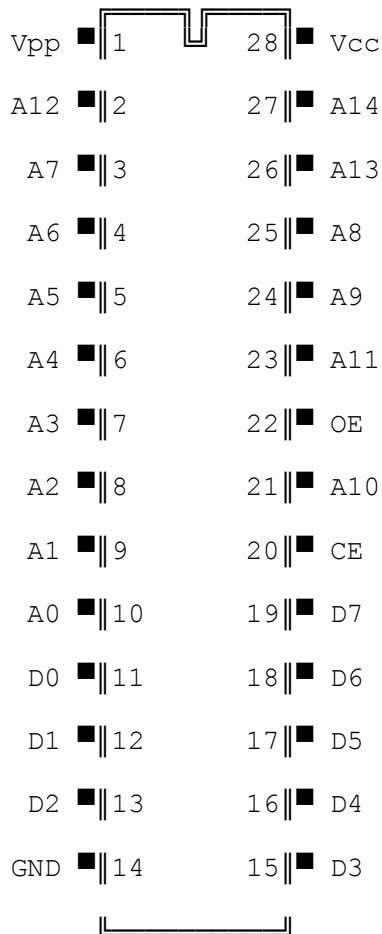 Vpp 1 28 Vcc
A12 2 27 A14
A7 3 26 A13
A6 4 25 A8
A5 5 24 A9
A4 6 23 A11
A3 7 22 OE
A2 8 21 A10
A1 9 20 CE
A0 10 19 D7
D0 11 18 D6
D1 12 17 D5
D2 13 16 D4
GND 14 15 D3